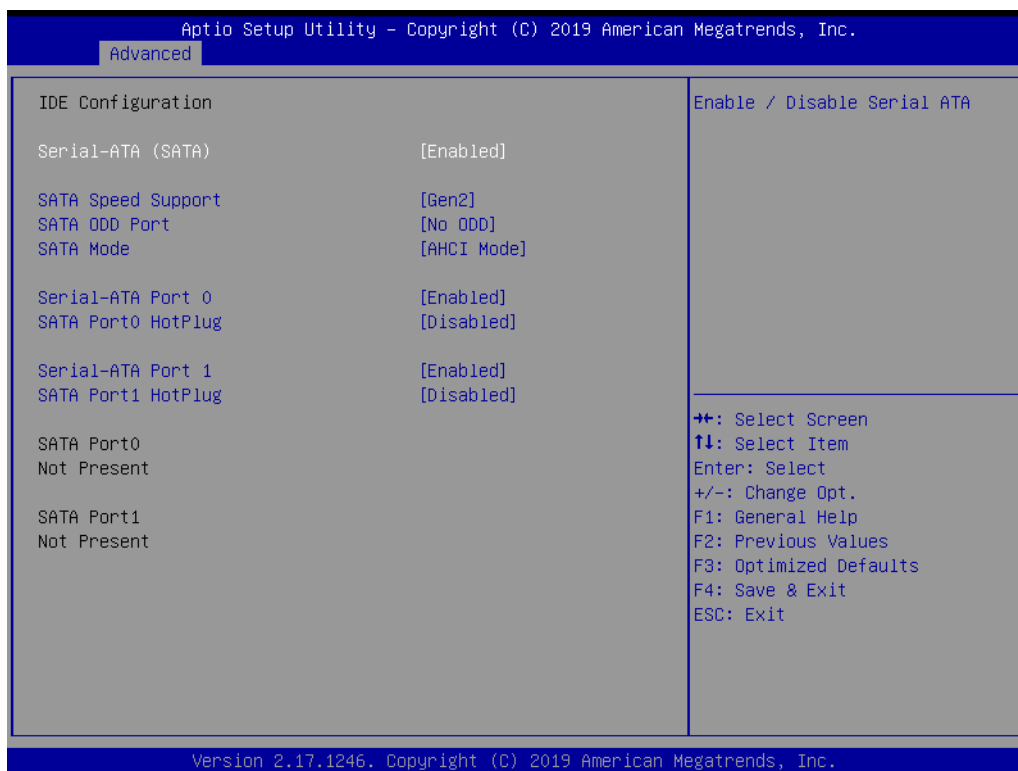 Aptio Setup Utility – Copyright (C) 2019 American Megatrends, Inc.
Advanced
IDE Configuration
Serial-ATA (SATA) [Enabled]
SATA Speed Support [Gen2]
SATA ODD Port [No ODD]
SATA Mode [AHCI Mode]
Serial-ATA Port 0 [Enabled]
SATA Port0 HotPlug [Disabled]
Serial-ATA Port 1 [Enabled]
SATA Port1 HotPlug [Disabled]
SATA Port0
Not Present
SATA Port1
Not Present
Enable / Disable Serial ATA
→←: Select Screen
↑↓: Select Item
Enter: Select
+/-: Change Opt.
F1: General Help
F2: Previous Values
F3: Optimized Defaults
F4: Save & Exit
ESC: Exit
Version 2.17.1246. Copyright (C) 2019 American Megatrends, Inc.